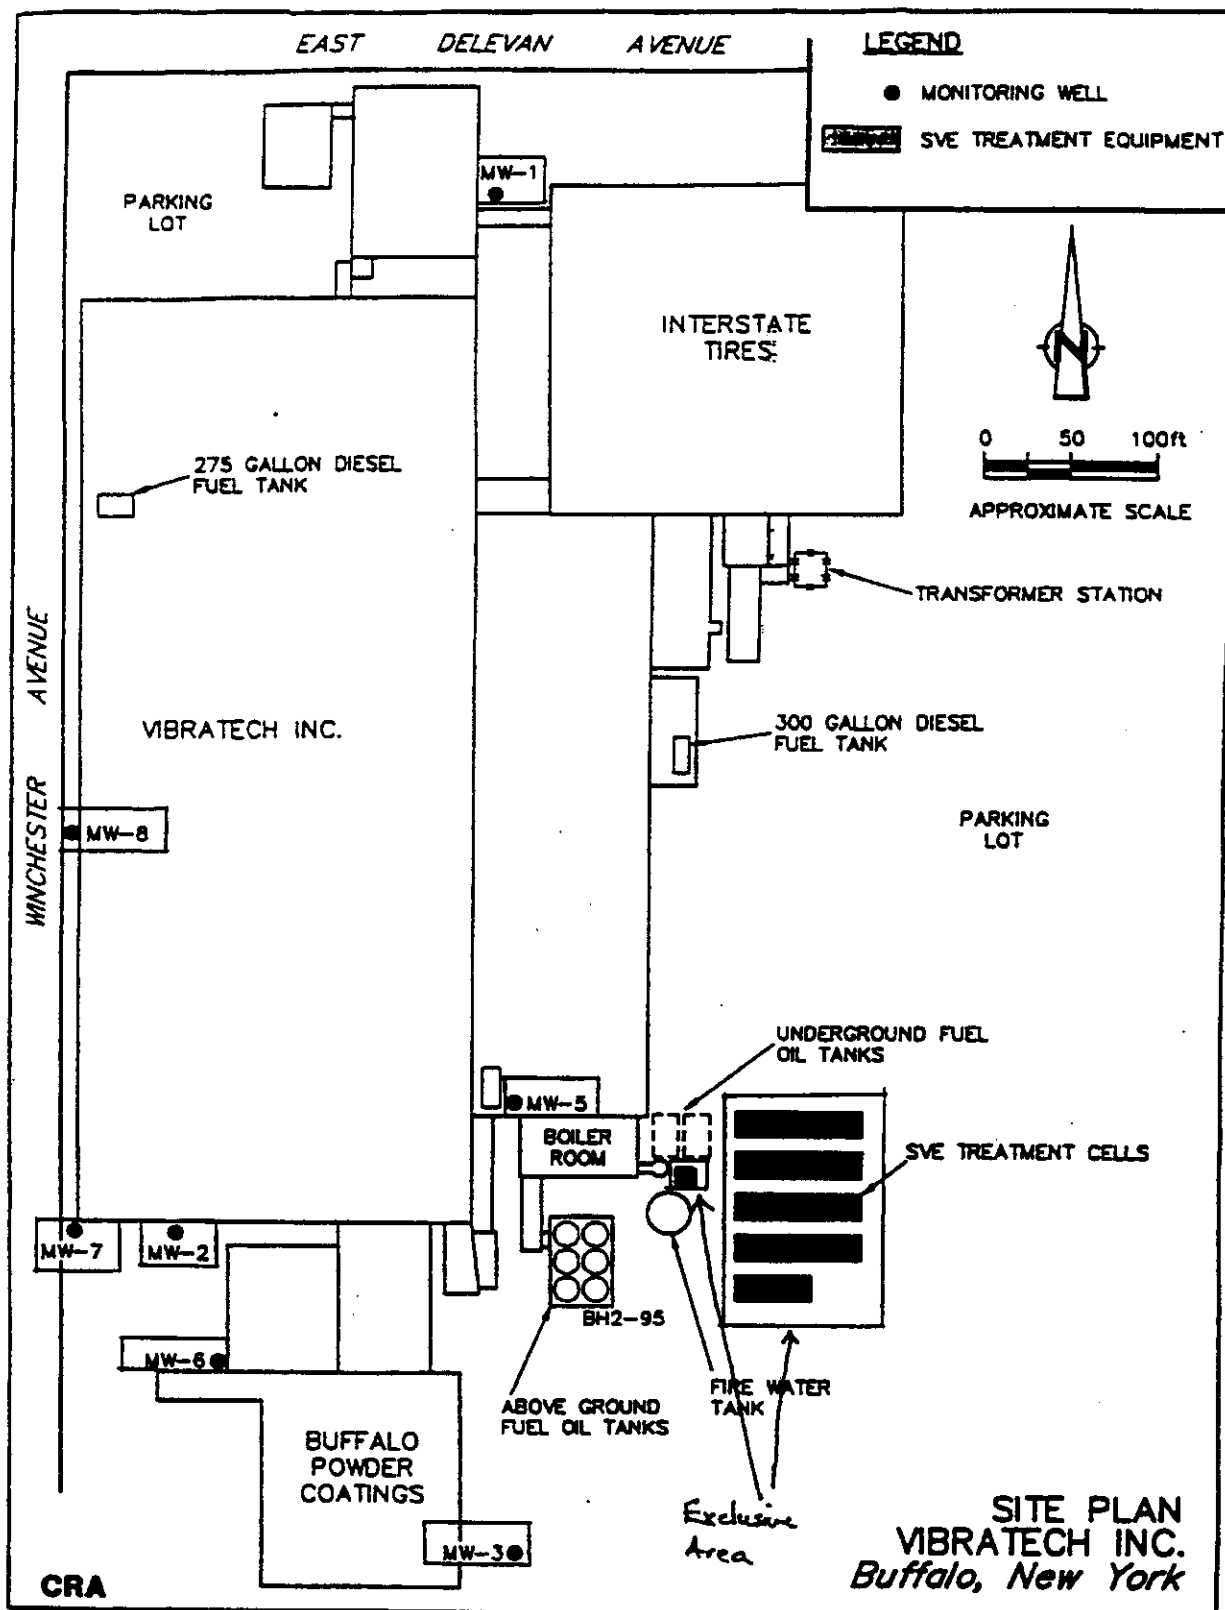 EAST DELEVAN AVENUE
LEGEND
MONITORING WELL
SVE TREATMENT EQUIPMENT
MW-1
PARKING
LOT
INTERSTATE
TIRES
N
0 50 100ft
APPROXIMATE SCALE
275 GALLON DIESEL
FUEL TANK
TRANSFORMER STATION
WINCHESTER AVENUE
VIBRATECH INC.
300 GALLON DIESEL
FUEL TANK
MW-8
PARKING
LOT
UNDERGROUND FUEL
OIL TANKS
MW-5
BOILER
ROOM
SVE TREATMENT CELLS
MW-7
MW-2
BH2-95
MW-6
FIRE WATER
TANK
ABOVE GROUND
FUEL OIL TANKS
BUFFALO
POWDER
COATINGS
Exclusive
Area
MW-3
SITE PLAN
VIBRATECH INC.
Buffalo, New York
CRA